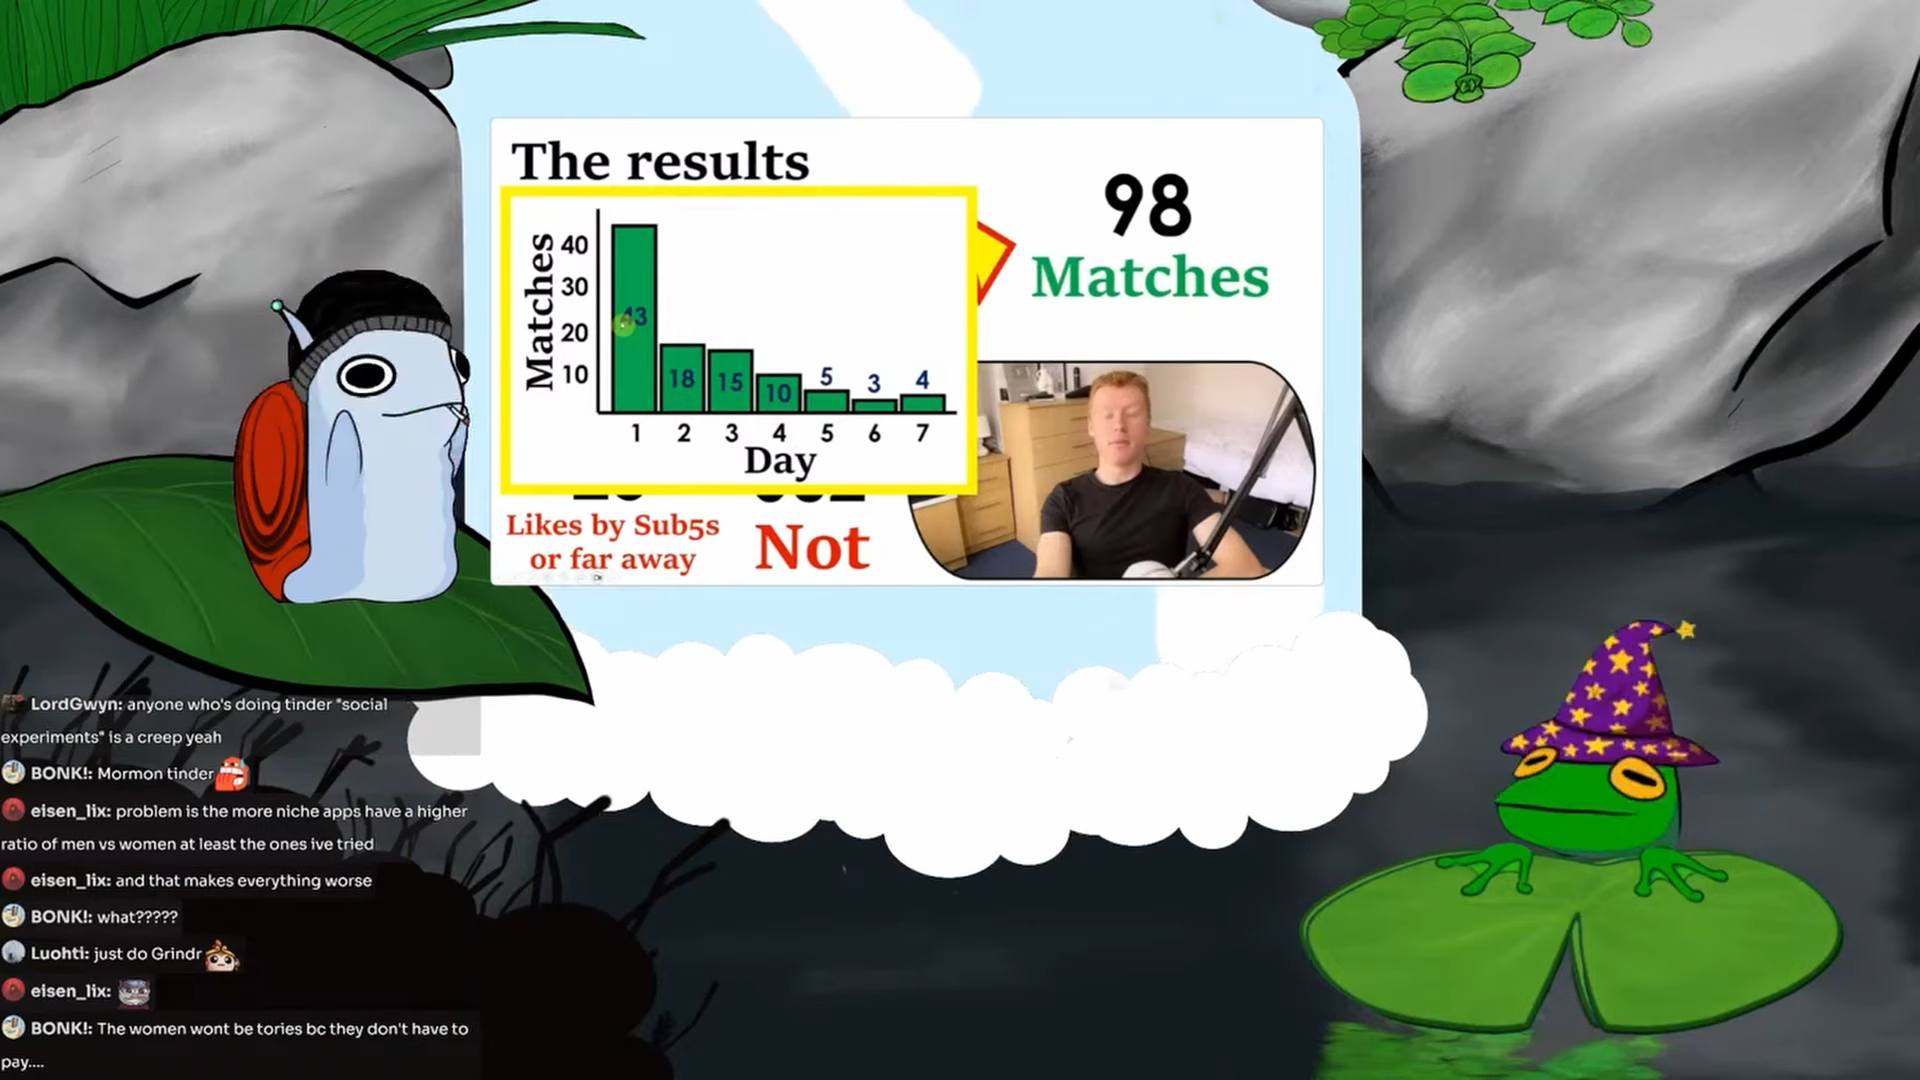 The results
98
Matches
Matches
40
30
20
10
43
18
15
10
5
3
4
1 2 3 4 5 6 7
Day
Likes by Sub5s
or far away
Not
LordGwyn: anyone who's doing tinder "social
experiments" is a creep yeah
BONK!: Mormon tinder
eisen_lix: problem is the more niche apps have a higher
ratio of men vs women at least the ones ive tried
eisen_lix: and that makes everything worse
BONK!: what?????
Luohti: just do Grindr
eisen_lix:
BONK!: The women wont be tories bc they don't have to
pay....